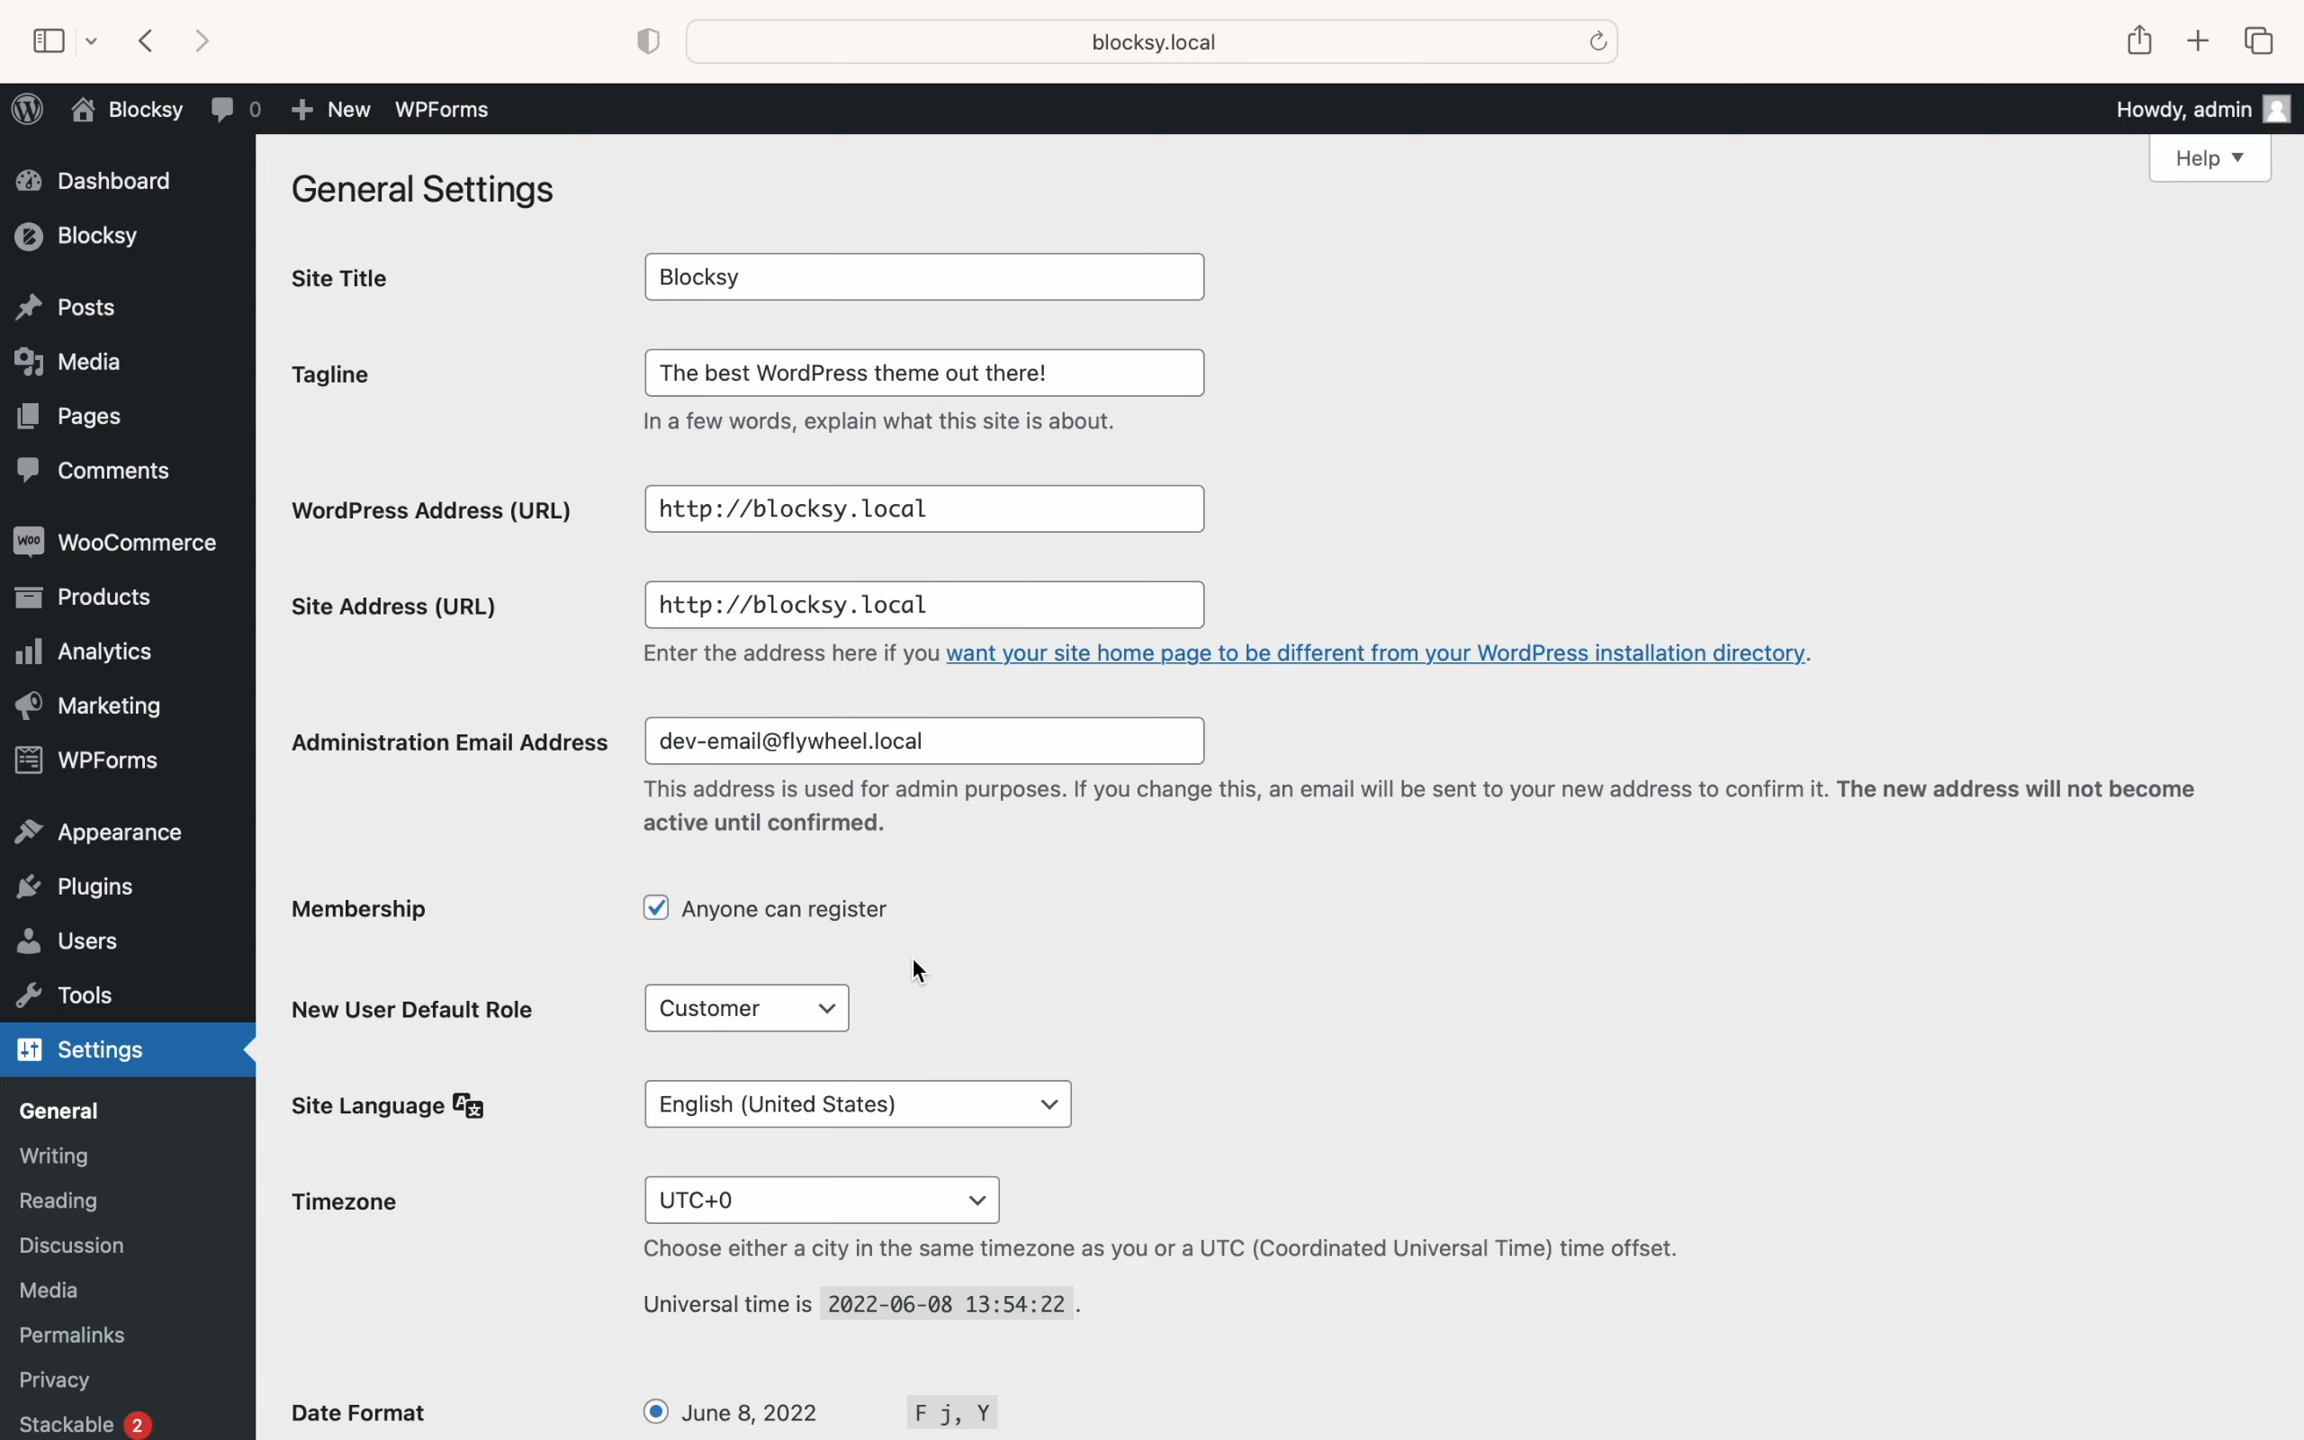 blocksy.local
Blocksy 0 New WPForms
Howdy, admin
Dashboard
Blocksy
Posts
Media
Pages
Comments
Woo WooCommerce
Products
Analytics
Marketing
WPForms
Appearance
Plugins
Users
Tools
Settings
General
Writing
Reading
Discussion
Media
Permalinks
Privacy
Stackable 2
Help
General Settings
Site Title Blocksy
Tagline The best WordPress theme out there!
In a few words, explain what this site is about.
WordPress Address (URL) http://blocksy.local
Site Address (URL) http://blocksy.local
Enter the address here if you want your site home page to be different from your WordPress installation directory.
Administration Email Address dev-email@flywheel.local
This address is used for admin purposes. If you change this, an email will be sent to your new address to confirm it. The new address will not become
active until confirmed.
Membership Anyone can register
New User Default Role Customer
Site Language English (United States)
Timezone UTC+0
Choose either a city in the same timezone as you or a UTC (Coordinated Universal Time) time offset.
Universal time is 2022-06-08 13:54:22 .
Date Format June 8, 2022 F j, Y